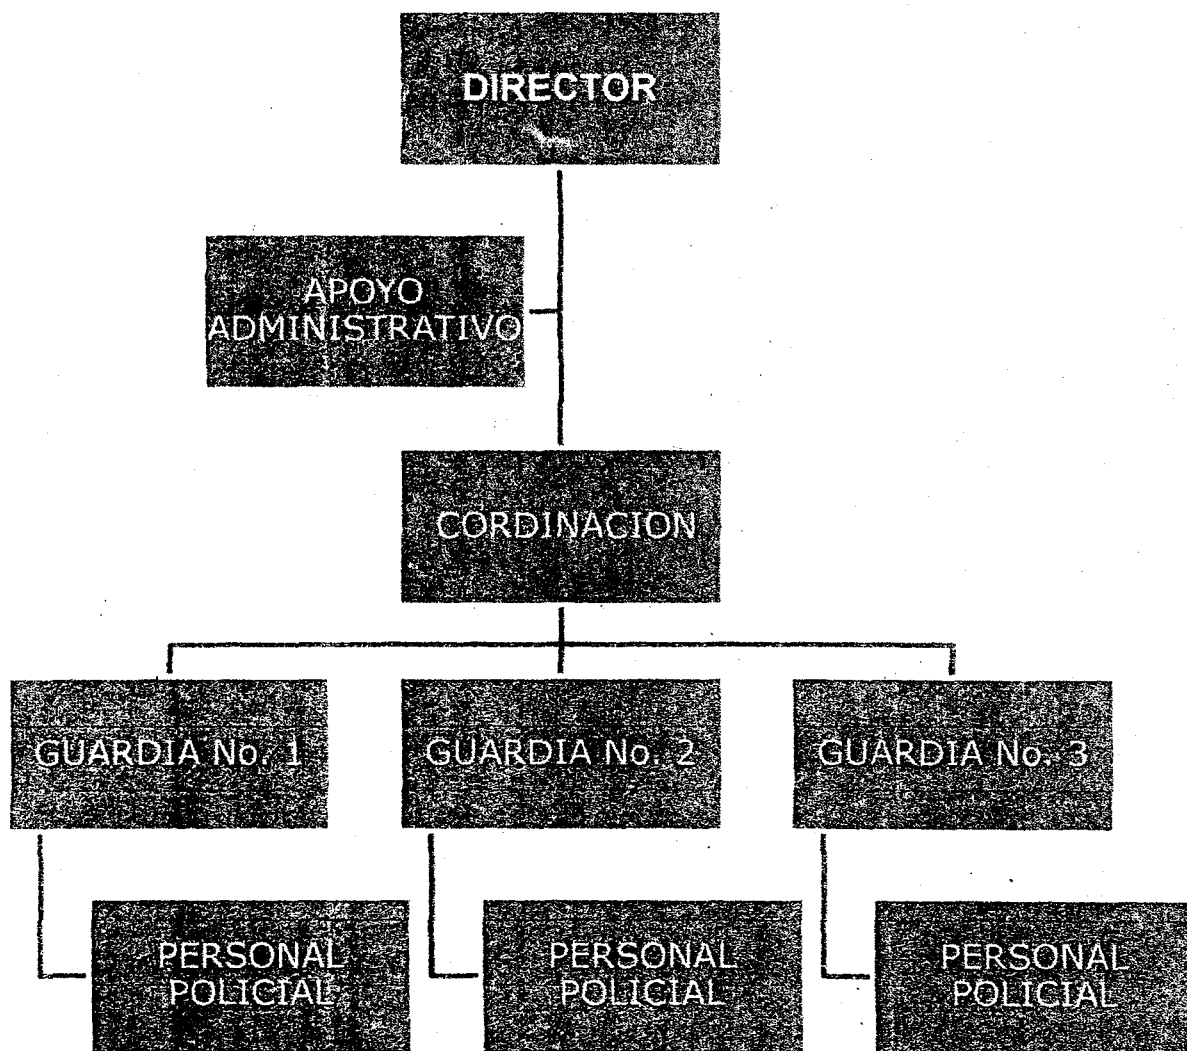 DIRECTOR
APOYO
ADMINISTRATIVO
CORDINACION
GUARDIA No. 1
GUARDIA No. 2
GUARDIA No. 3
PERSONAL
POLICIAL
PERSONAL
POLICIAL
PERSONAL
POLICIAL